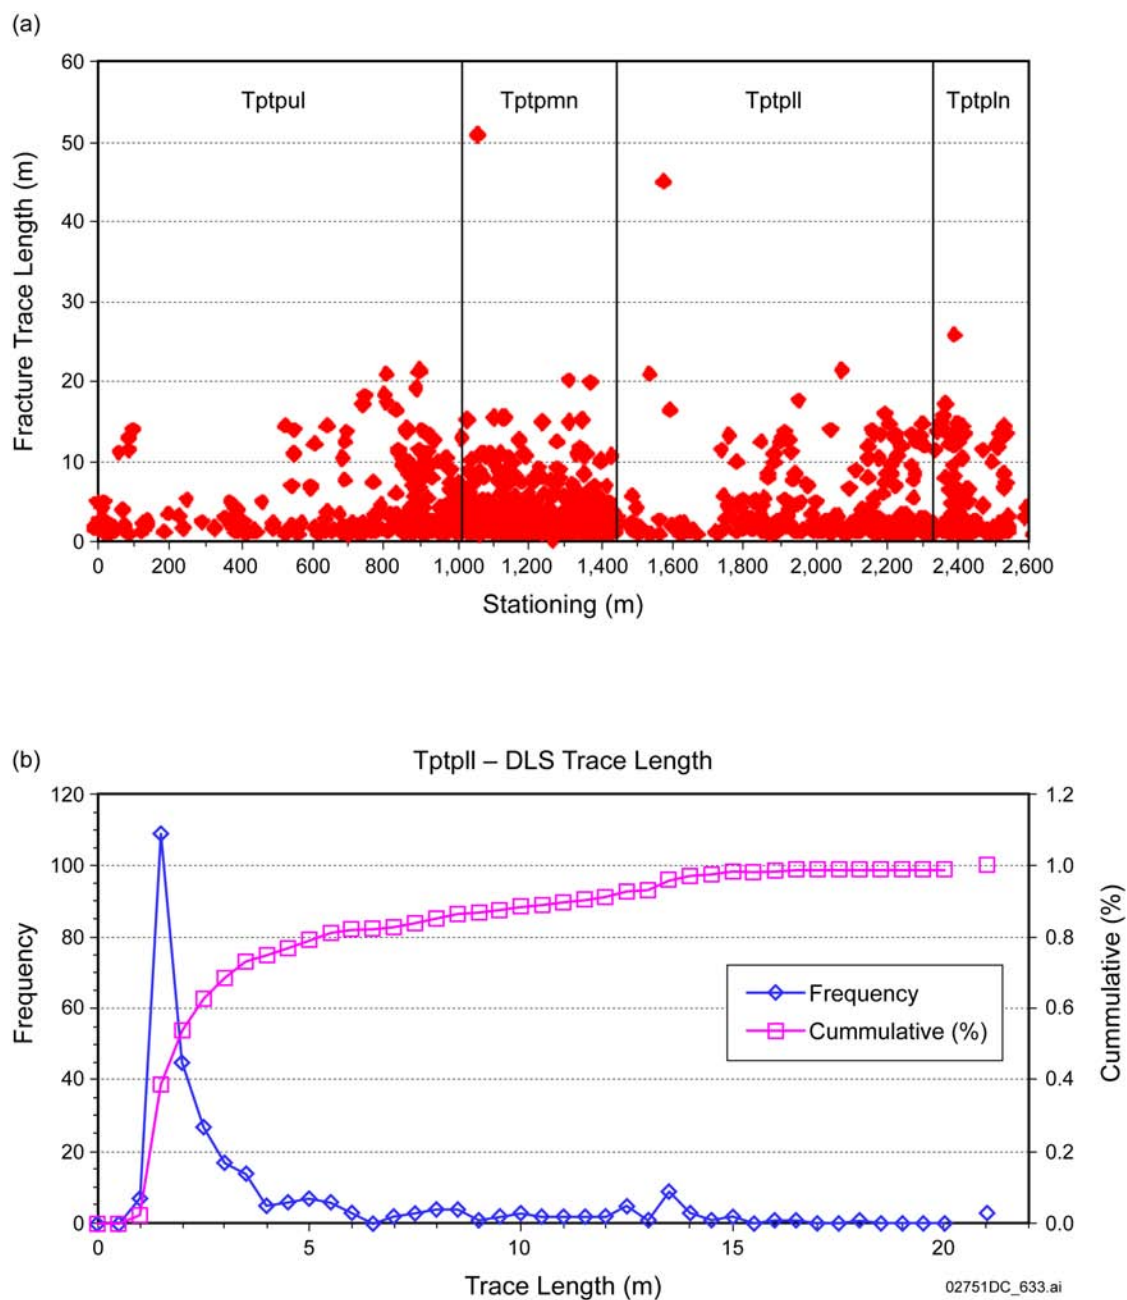 (a)
60
50
40
30
20
10
0
Fracture Trace Length (m)
Tptpul
Tptpmn
Tptpll
Tptpln
0 200 400 600 800 1,000 1,200 1,400 1,600 1,800 2,000 2,200 2,400 2,600
Stationing (m)
(b)
Tptpll – DLS Trace Length
120
100
80
60
40
20
0
Frequency
1.2
1.0
0.8
0.6
0.4
0.2
0.0
Cummulative (%)
Frequency
Cummulative (%)
0 5 10 15 20
Trace Length (m)
02751DC_633.ai